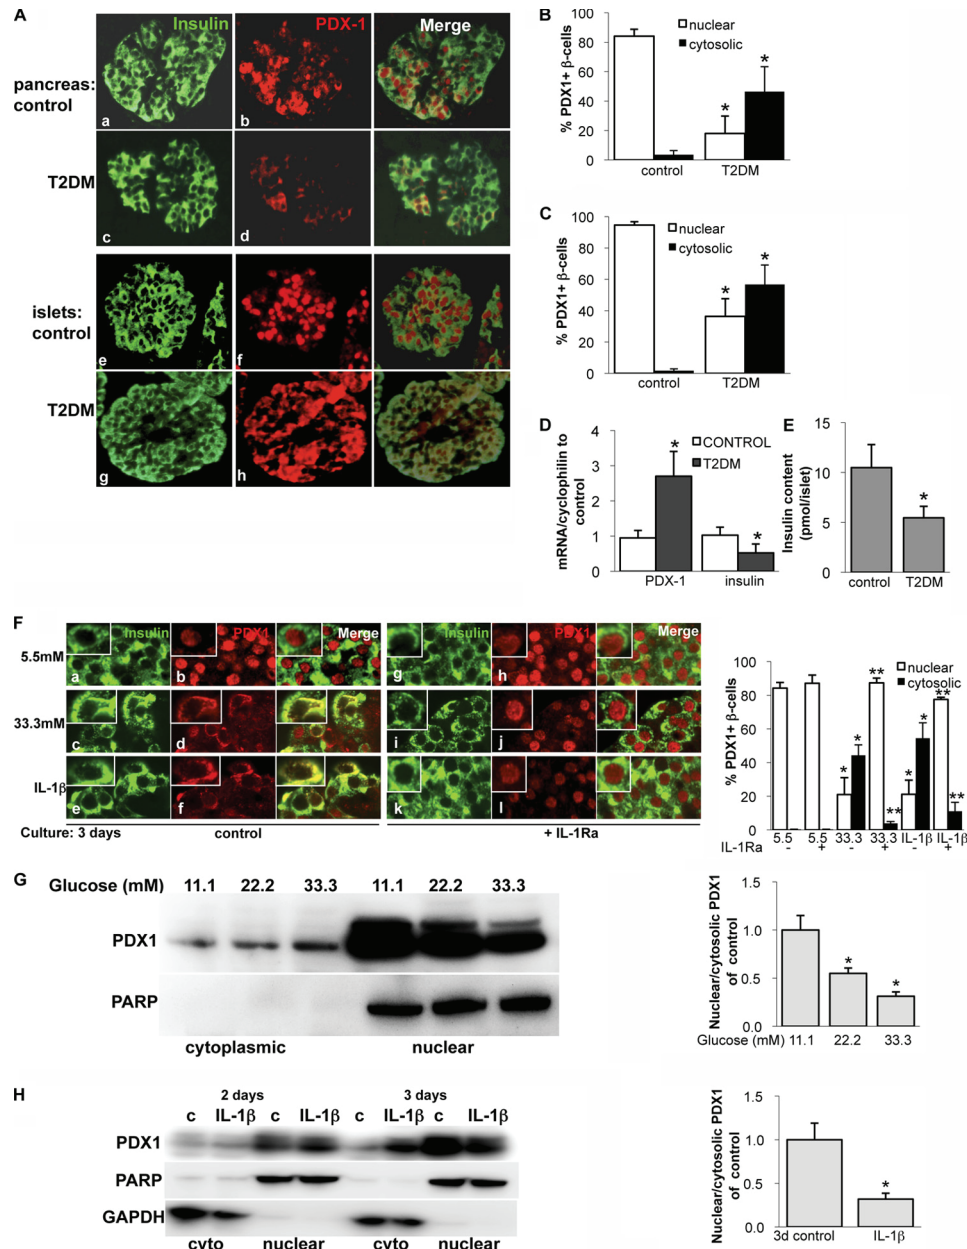 A
Insulin PDX-1 Merge
pancreas:
control
a b
T2DM
c d
islets:
control
e f
T2DM
g h
B
nuclear
cytosolic
% PDX1+ β-cells
100
80
60
40
20
0
* *
control T2DM
C
nuclear
cytosolic
% PDX1+ β-cells
100
80
60
40
20
0
* *
control T2DM
D
CONTROL
T2DM
mRNA/cyclophilin to
control
4
3
2
1
0
* *
PDX-1 insulin
E
Insulin content
(pmol/islet)
15
10
5
0
*
control T2DM
F
Insulin PDX1 Merge Insulin PDX1 Merge
5.5mM
a b g h
33.3mM
c d i j
IL-1β
e f k l
Culture: 3 days control + IL-1Ra
nuclear
cytosolic
% PDX1+ β-cells
100
80
60
40
20
0
* * ** ** * * ** **
5.5 5.5 33.3 33.3 IL-1β IL-1β
IL-1Ra - + - + - +
G
Glucose (mM) 11.1 22.2 33.3 11.1 22.2 33.3
PDX1
PARP
cytoplasmic nuclear
Nuclear/cytosolic PDX1
of control
1.5
1.0
0.5
0.0
* *
Glucose (mM) 11.1 22.2 33.3
H
2 days 3 days
c IL-1β c IL-1β c IL-1β c IL-1β
PDX1
PARP
GAPDH
cyto nuclear cyto nuclear
Nuclear/cytosolic PDX1
of control
1.5
1.0
0.5
0
*
3d control IL-1β